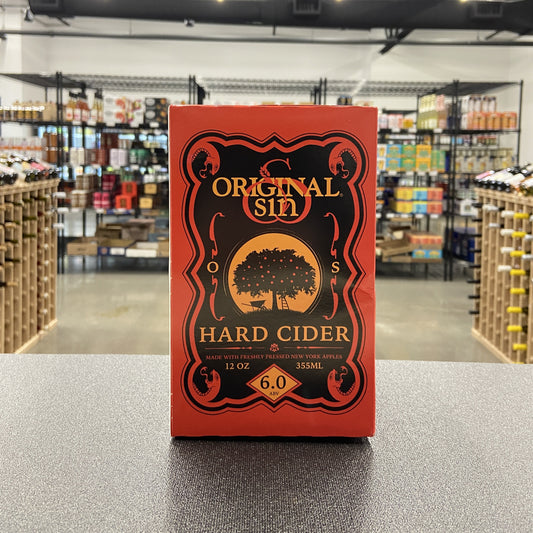 ORIGINAL®
sin
O S
HARD CIDER
MADE WITH FRESHLY PRESSED NEW YORK APPLES
12 OZ 355ML
6.0
ABV